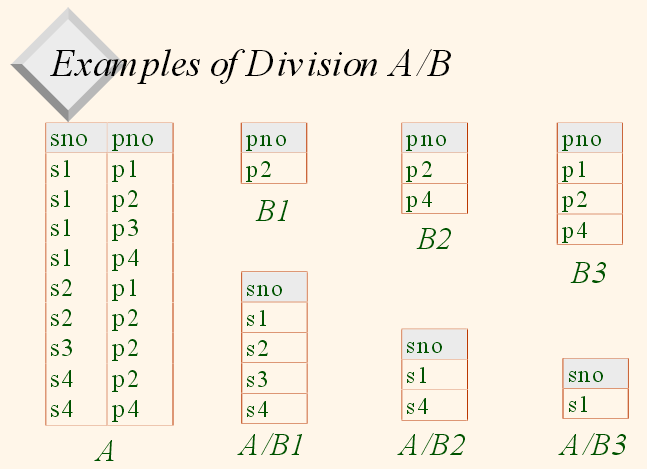 Examples of Division A/B
sno pno
s1 p1
s1 p2
s1 p3
s1 p4
s2 p1
s2 p2
s3 p2
s4 p2
s4 p4
A
pno
p2
B1
sno
s1
s2
s3
s4
A/B1
pno
p2
p4
B2
sno
s1
s4
A/B2
pno
p1
p2
p4
B3
sno
s1
A/B3